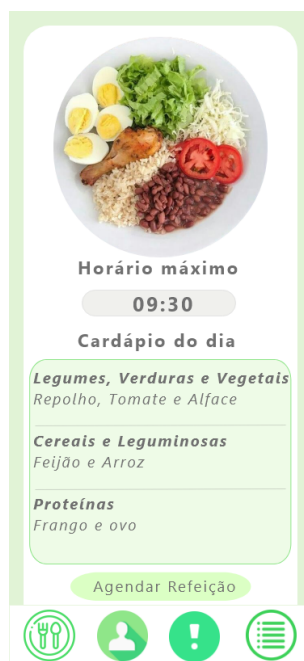 Horário máximo
09:30
Cardápio do dia
Legumes, Verduras e Vegetais
Repolho, Tomate e Alface
Cereais e Leguminosas
Feijão e Arroz
Proteínas
Frango e ovo
Agendar Refeição
!